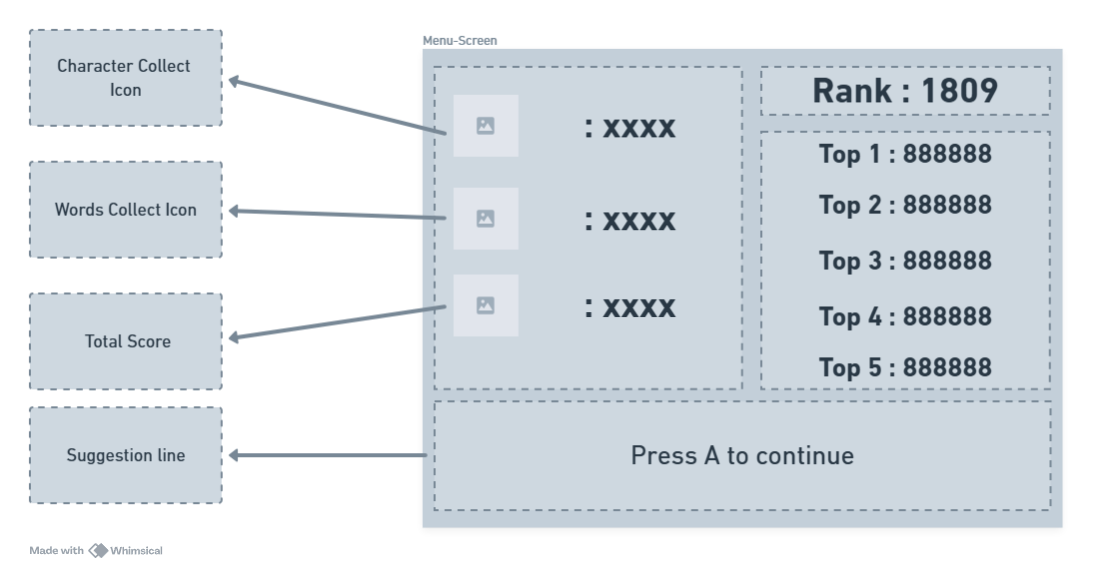 Character Collect
Icon
Words Collect Icon
Total Score
Suggestion line
Menu-Screen
: xxxx
: xxxx
: xxxx
Rank : 1809
Top 1 : 888888
Top 2 : 888888
Top 3 : 888888
Top 4 : 888888
Top 5 : 888888
Press A to continue
Made with Whimsical